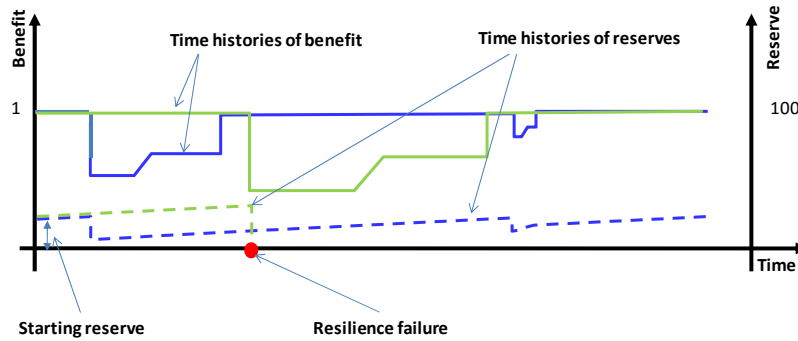 Benefit
Reserve
Time histories of benefit
Time histories of reserves
1
100
Time
Starting reserve
Resilience failure